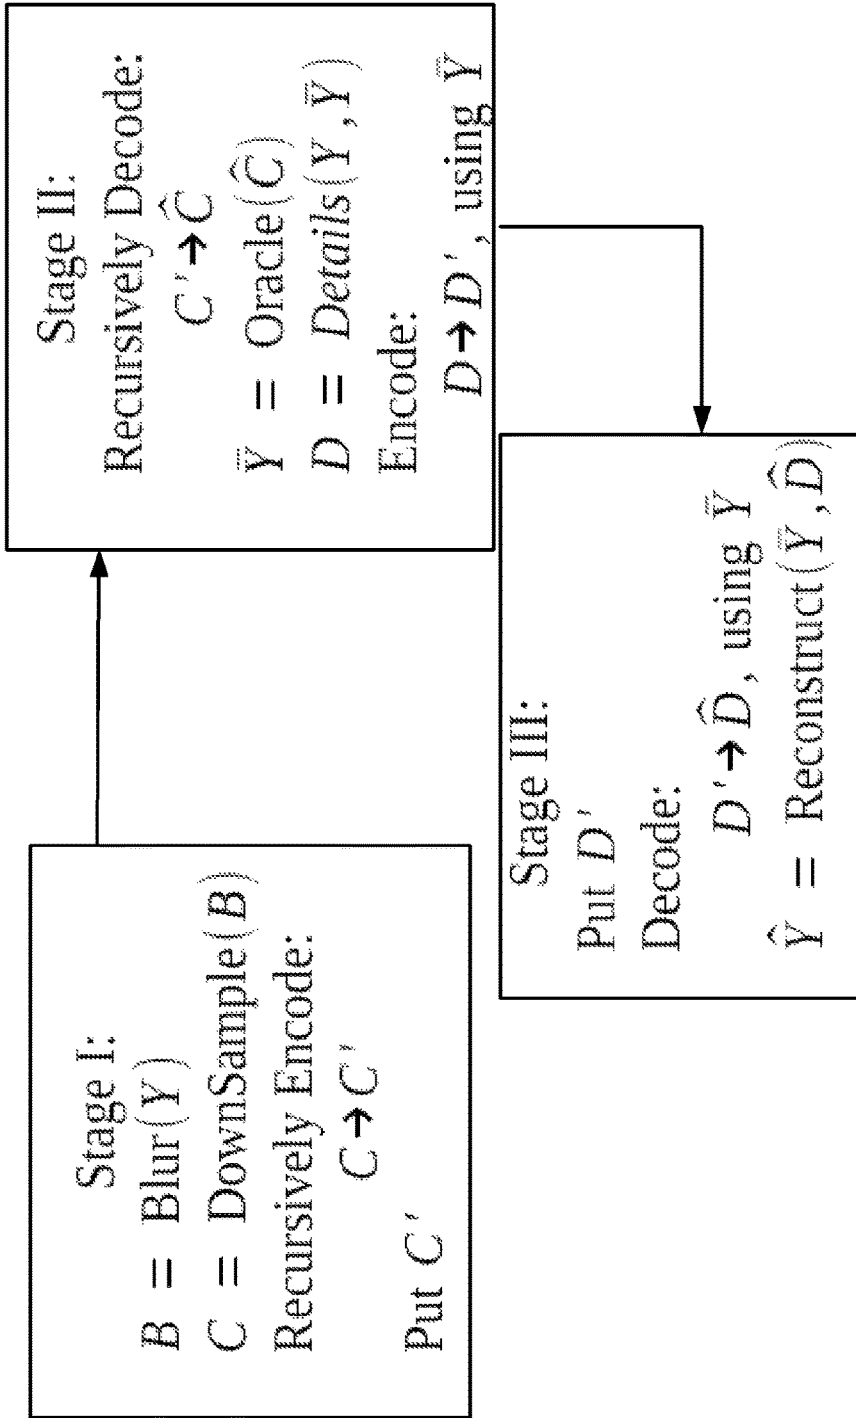 Stage I:
B = Blur(Y)
C = DownSample(B)
Recursively Encode:
C→C'
Put C'
Stage II:
Recursively Decode:
C'→Ĉ
Y̿ = Oracle(Ĉ)
D = Details(Y, Y̿)
Encode:
D→D', using Y̿
Stage III:
Put D'
Decode:
D'→D̂, using Y̿
Ŷ = Reconstruct(Y̿, D̂)